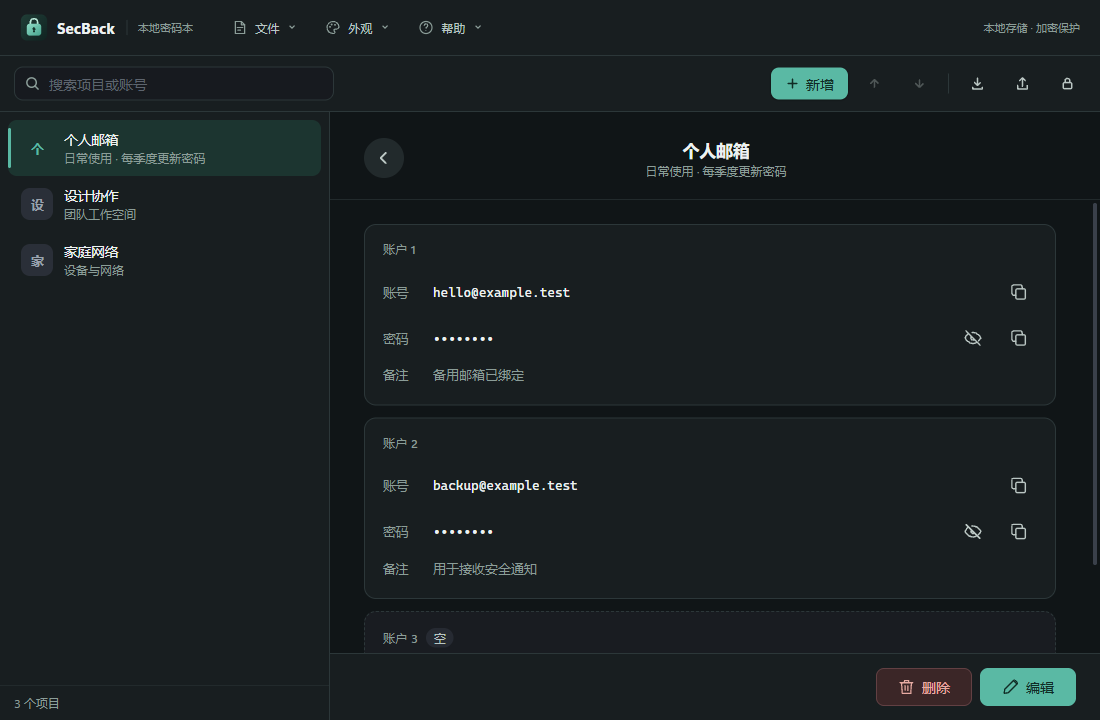 SecBack 本地密码本 文件 外观 帮助 本地存储 · 加密保护
搜索项目或账号 新增
个 个人邮箱
日常使用 · 每季度更新密码
设 设计协作
团队工作空间
家 家庭网络
设备与网络
3 个项目
个人邮箱
日常使用 · 每季度更新密码
账户 1
账号 hello@example.test
密码 ••••••••
备注 备用邮箱已绑定
账户 2
账号 backup@example.test
密码 ••••••••
备注 用于接收安全通知
账户 3 空
删除 编辑